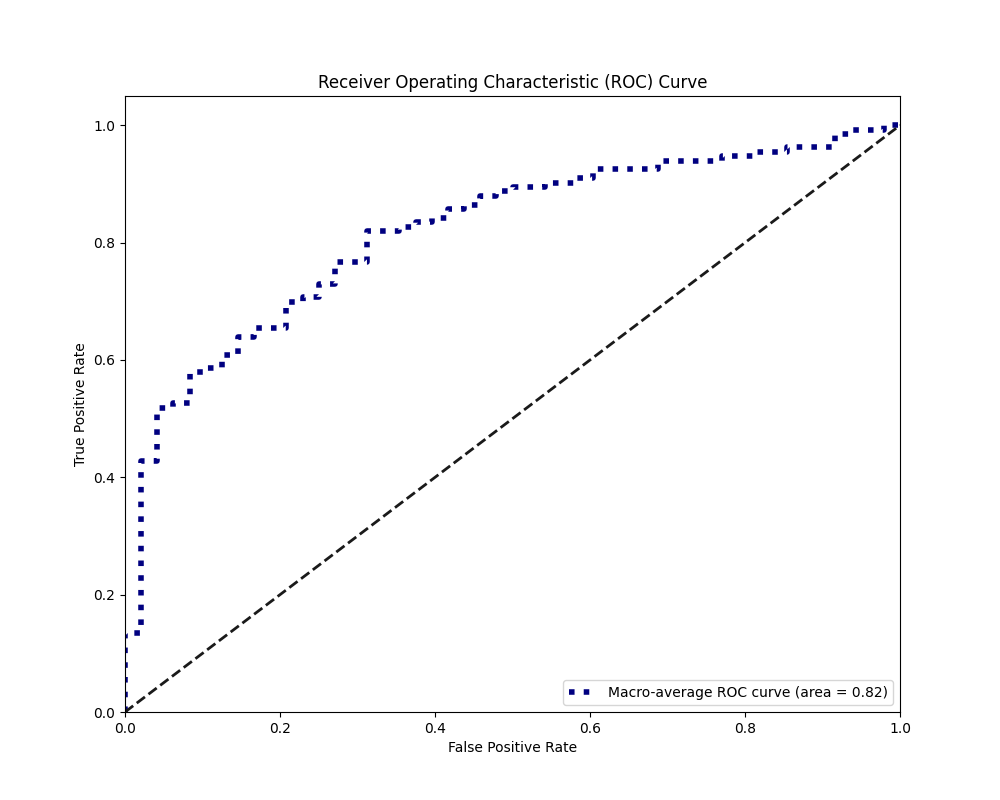 Receiver Operating Characteristic (ROC) Curve
1.0
0.8
0.6
0.4
0.2
0.0
True Positive Rate
Macro-average ROC curve (area = 0.82)
0.0 0.2 0.4 0.6 0.8 1.0
False Positive Rate